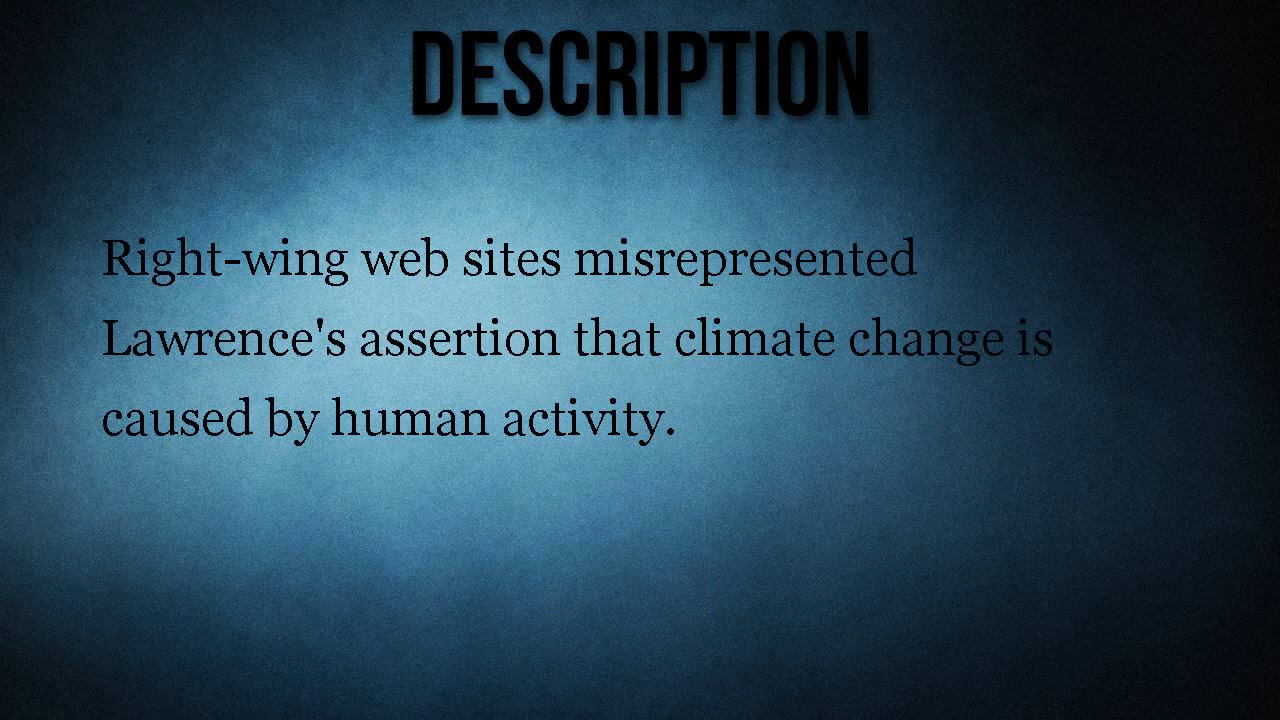 DESCRIPTION
Right-wing web sites misrepresented
Lawrence's assertion that climate change is
caused by human activity.